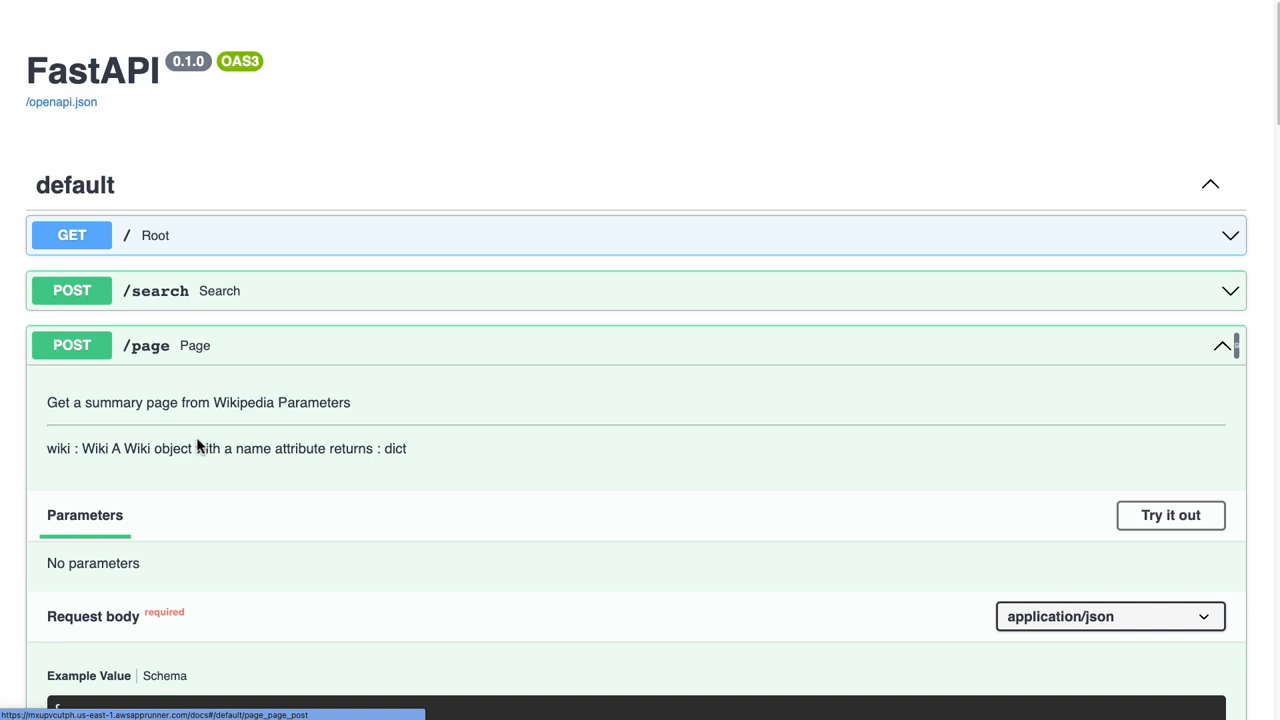 FastAPI 0.1.0 OAS3
/openapi.json
default
GET / Root
POST /search Search
POST /page Page
Get a summary page from Wikipedia Parameters
wiki : Wiki A Wiki object with a name attribute returns : dict
Parameters
Try it out
No parameters
Request body required
application/json
Example Value Schema
{
https://mxupvcutph.us-east-1.awsapprunner.com/docs#/default/page_page_post